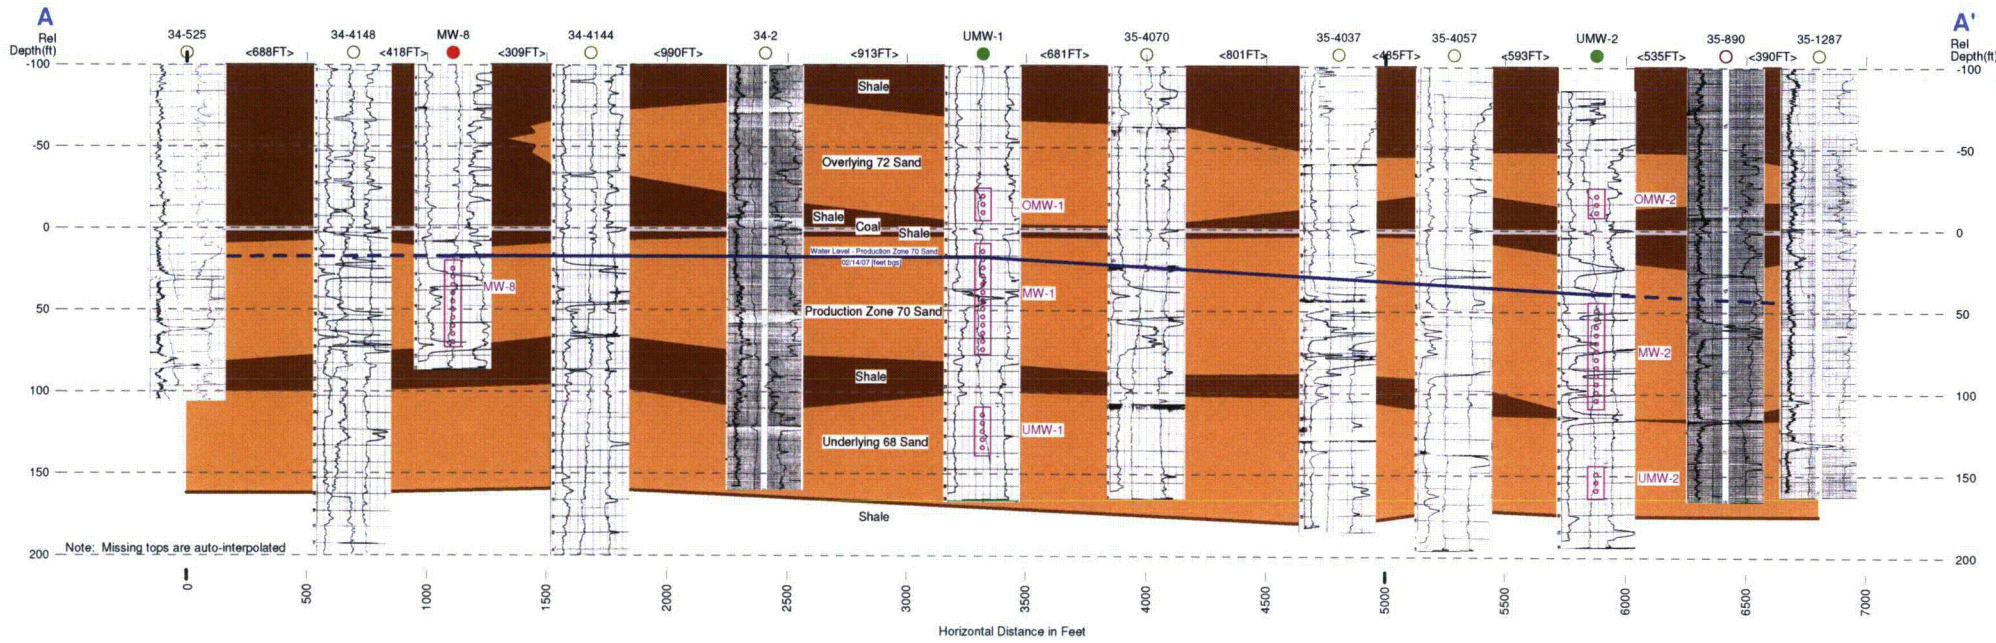 A
A'
Rel
Depth(ft)
34-525
34-4148
MW-8
34-4144
34-2
UMW-1
35-4070
35-4037
35-4057
UMW-2
35-890
35-1287
Rel
Depth(ft)
<688FT>
<418FT>
<309FT>
<990FT>
<913FT>
<681FT>
<801FT>
<485FT>
<593FT>
<535FT>
<390FT>
-100
-100
Shale
-50
-50
Overlying 72 Sand
OMW-1
OMW-2
Shale
0
Coal
Shale
0
Water Level - Production Zone 70 Sand
02/14/07 [feet bgs]
MW-8
MW-1
50
Production Zone 70 Sand
50
MW-2
Shale
100
100
UMW-1
Underlying 68 Sand
150
150
UMW-2
Shale
Note: Missing tops are auto-interpolated
200
200
0
500
1000
1500
2000
2500
3000
3500
4000
4500
5000
5500
6000
6500
7000
Horizontal Distance in Feet